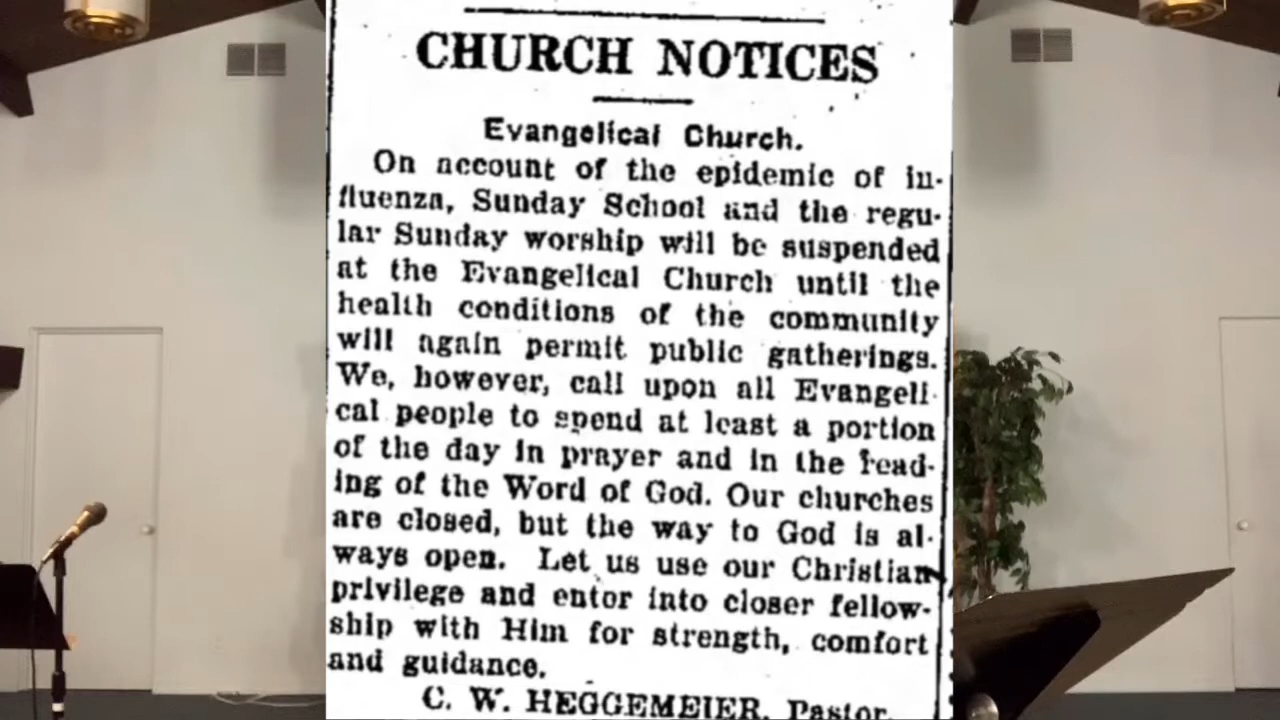 CHURCH NOTICES
Evangelical Church.
On account of the epidemic of in-
fluenza, Sunday School and the regu-
lar Sunday worship will be suspended
at the Evangelical Church until the
health conditions of the community
will again permit public gatherings.
We, however, call upon all Evangeli-
cal people to spend at least a portion
of the day in prayer and in the read-
ing of the Word of God. Our churches
are closed, but the way to God is al-
ways open. Let us use our Christian
privilege and enter into closer fellow-
ship with Him for strength, comfort
and guidance.
C. W. HEGGEMEIER, Pastor.